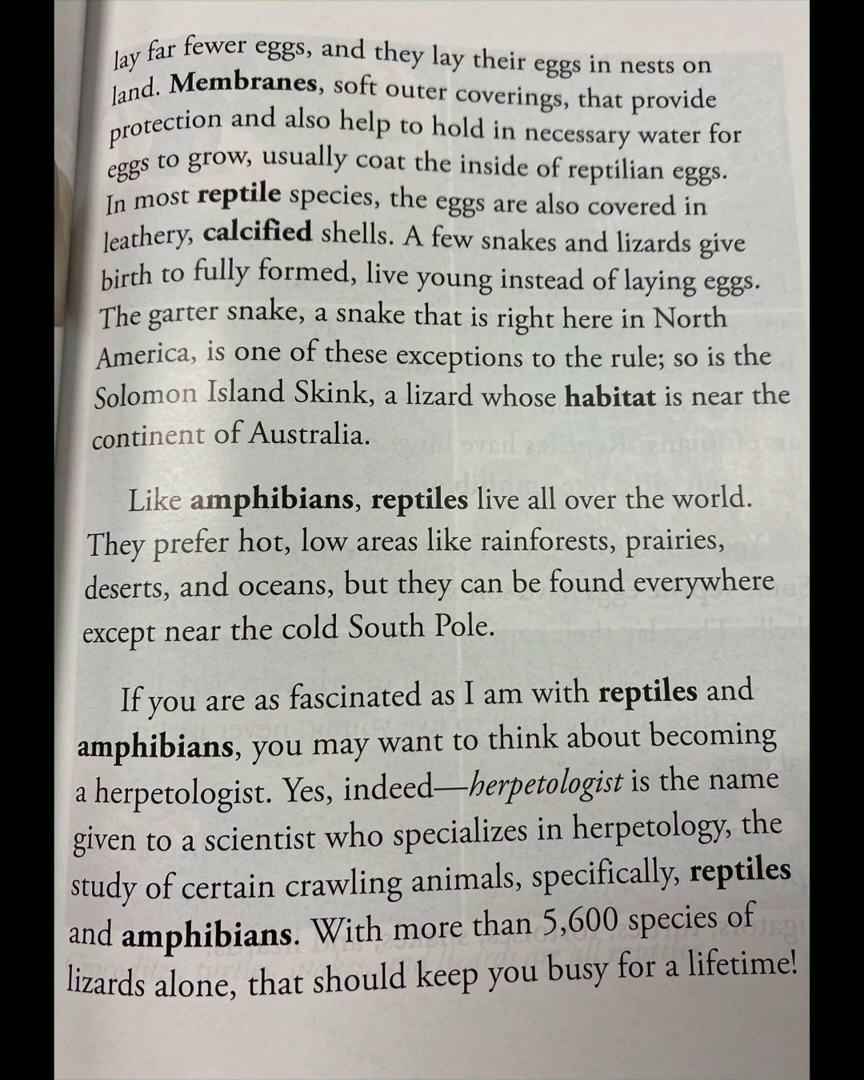 lay far fewer eggs, and they lay their eggs in nests on
land. Membranes, soft outer coverings, that provide
protection and also help to hold in necessary water for
eggs to grow, usually coat the inside of reptilian eggs.
In most reptile species, the eggs are also covered in
leathery, calcified shells. A few snakes and lizards give
birth to fully formed, live young instead of laying eggs.
The garter snake, a snake that is right here in North
America, is one of these exceptions to the rule; so is the
Solomon Island Skink, a lizard whose habitat is near the
continent of Australia.
Like amphibians, reptiles live all over the world.
They prefer hot, low areas like rainforests, prairies,
deserts, and oceans, but they can be found everywhere
except near the cold South Pole.
If you are as fascinated as I am with reptiles and
amphibians, you may want to think about becoming
a herpetologist. Yes, indeed—herpetologist is the name
given to a scientist who specializes in herpetology, the
study of certain crawling animals, specifically, reptiles
and amphibians. With more than 5,600 species of
lizards alone, that should keep you busy for a lifetime!